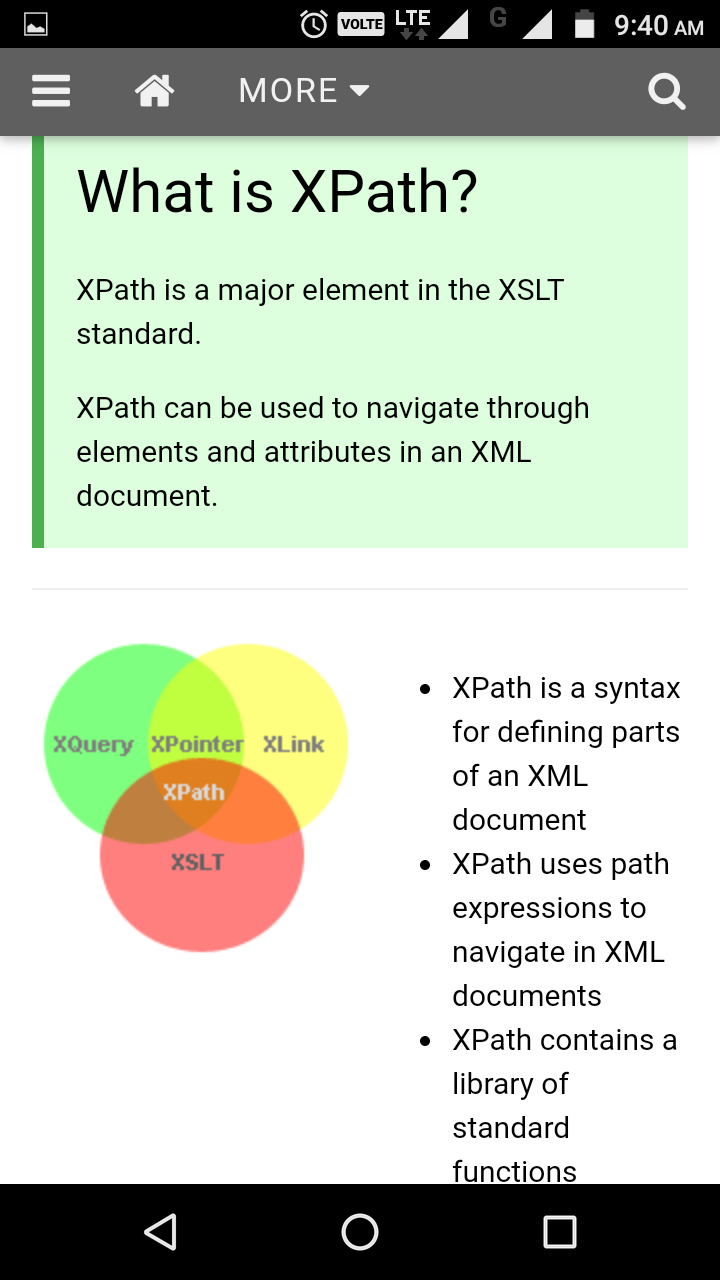 VOLTE LTE G 9:40 AM
MORE
What is XPath?
XPath is a major element in the XSLT
standard.
XPath can be used to navigate through
elements and attributes in an XML
document.
XQuery XPointer XLink
XPath
XSLT
• XPath is a syntax
for defining parts
of an XML
document
• XPath uses path
expressions to
navigate in XML
documents
• XPath contains a
library of
standard
functions